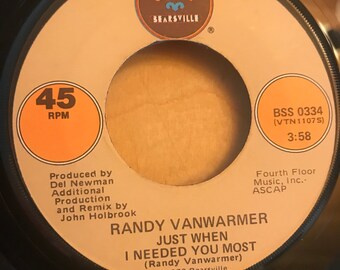 BEARSVILLE
45
RPM
BSS 0334
(VTN11075)
3:58
Produced by
Del Newman
Additional
Production
and Remix by
John Holbrook
Fourth Floor
Music, Inc.-
ASCAP
RANDY VANWARMER
JUST WHEN
I NEEDED YOU MOST
(Randy Vanwarmer)